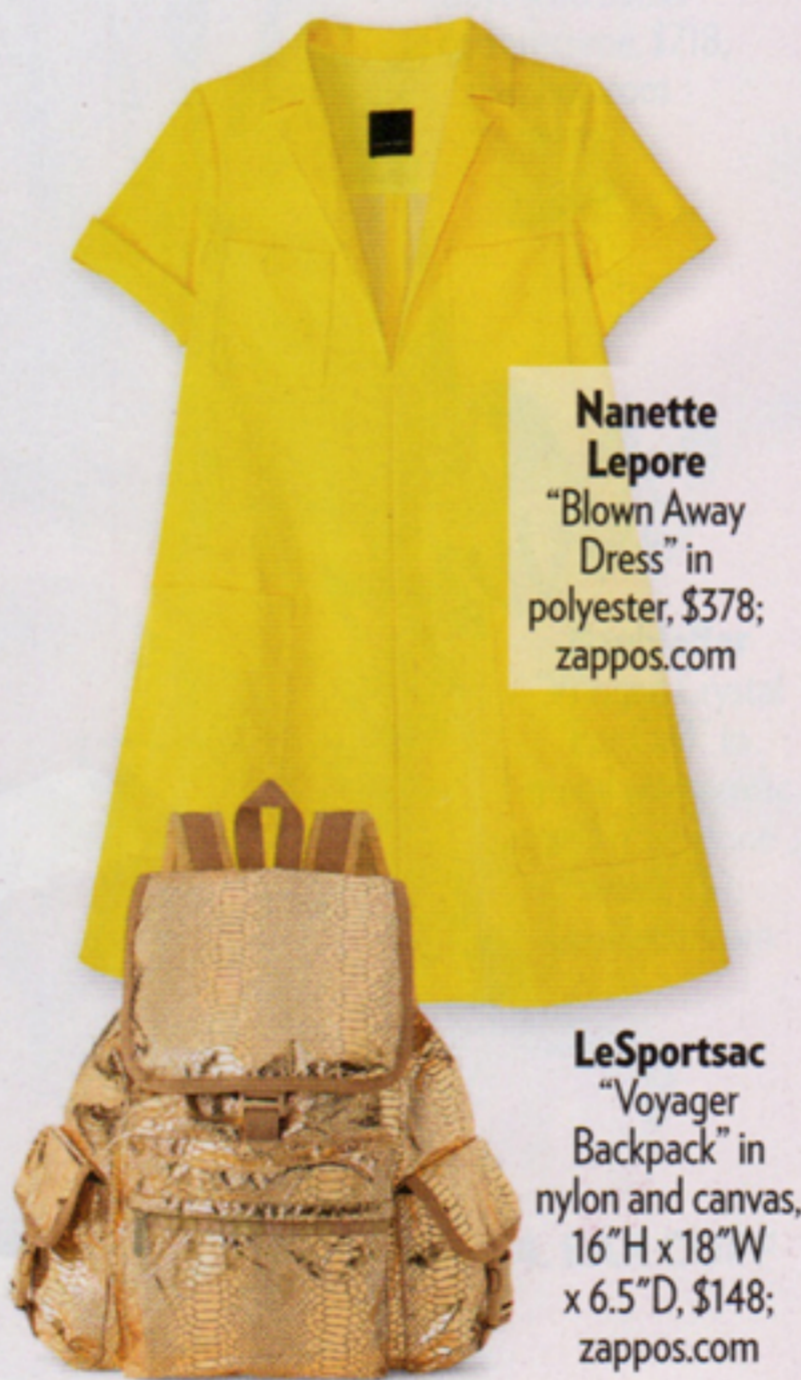 Nanette
Lepore
“Blown Away
Dress” in
polyester, $378;
zappos.com
LeSportsac
“Voyager
Backpack” in
nylon and canvas,
16″H x 18″W
x 6.5″D, $148;
zappos.com